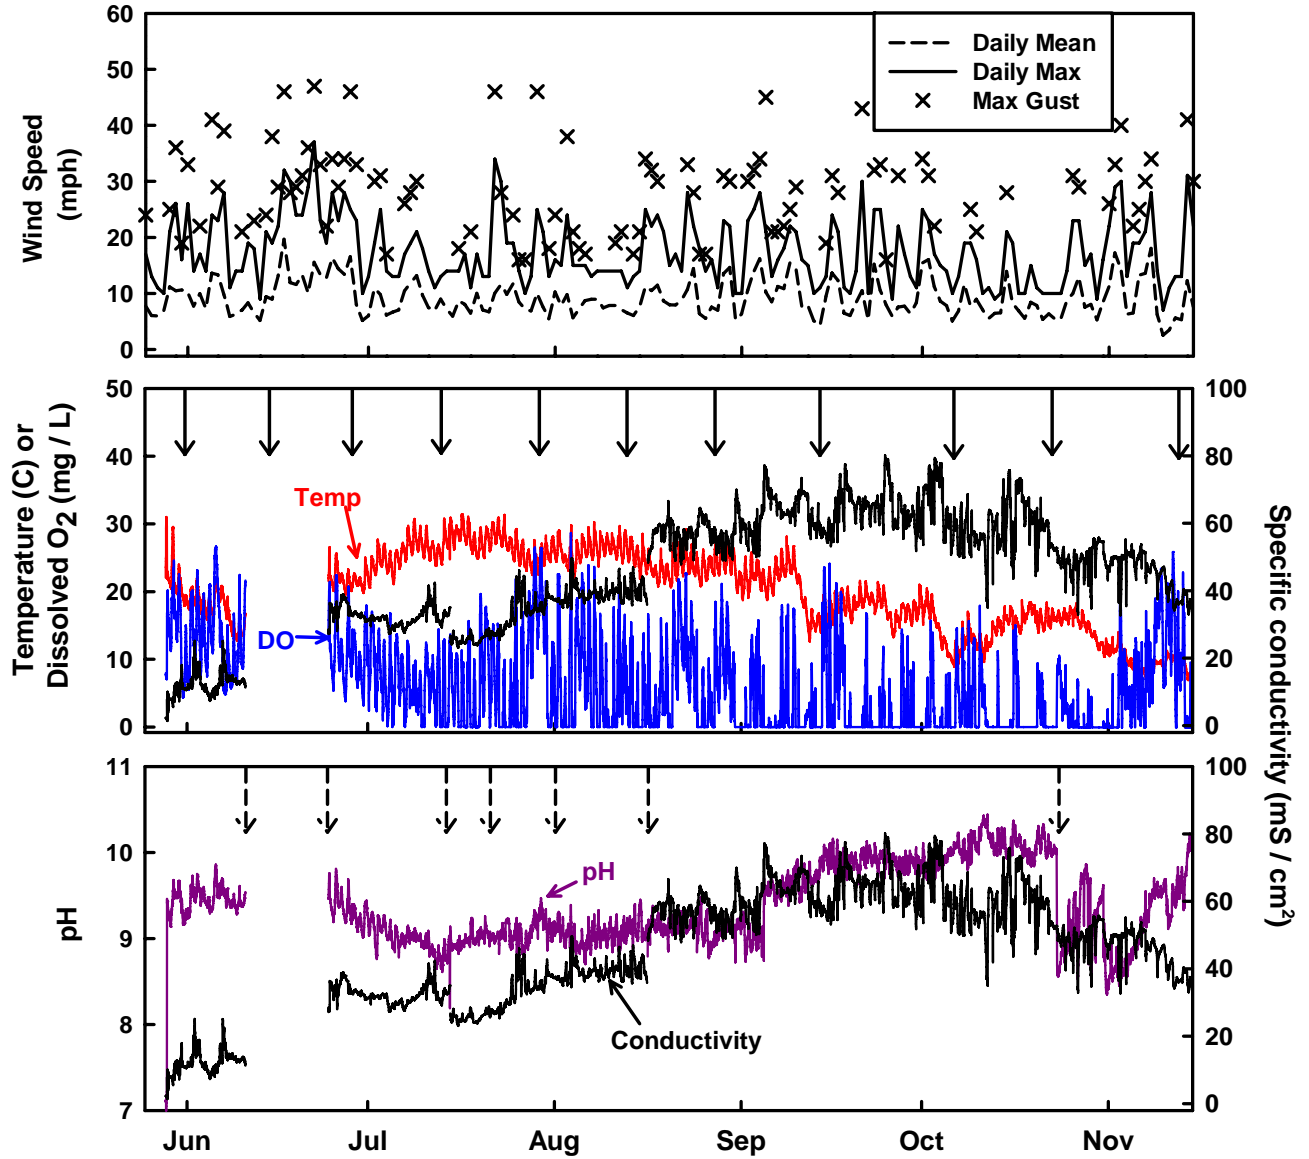 60
50
40
30
20
10
0
Wind Speed
(mph)
Daily Mean
Daily Max
Max Gust
50
40
30
20
10
0
Temperature (C) or
Dissolved O2 (mg / L)
Temp
DO
100
80
60
40
20
0
Specific conductivity (mS / cm2)
11
10
9
8
7
pH
pH
Conductivity
100
80
60
40
20
0
Jun Jul Aug Sep Oct Nov